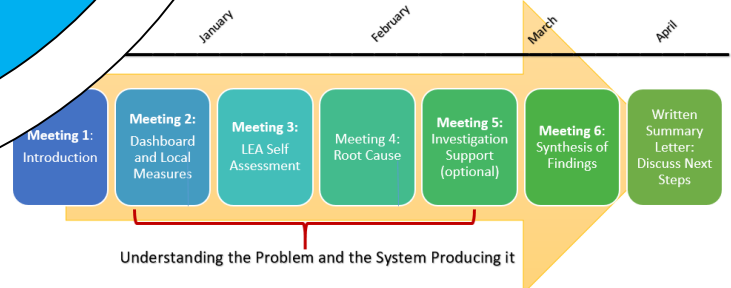 January
February
March
April
Meeting 1:
Introduction
Meeting 2:
Dashboard
and Local
Measures
Meeting 3:
LEA Self
Assessment
Meeting 4:
Root Cause
Meeting 5:
Investigation
Support
(optional)
Meeting 6:
Synthesis of
Findings
Written
Summary
Letter:
Discuss Next
Steps
Understanding the Problem and the System Producing it